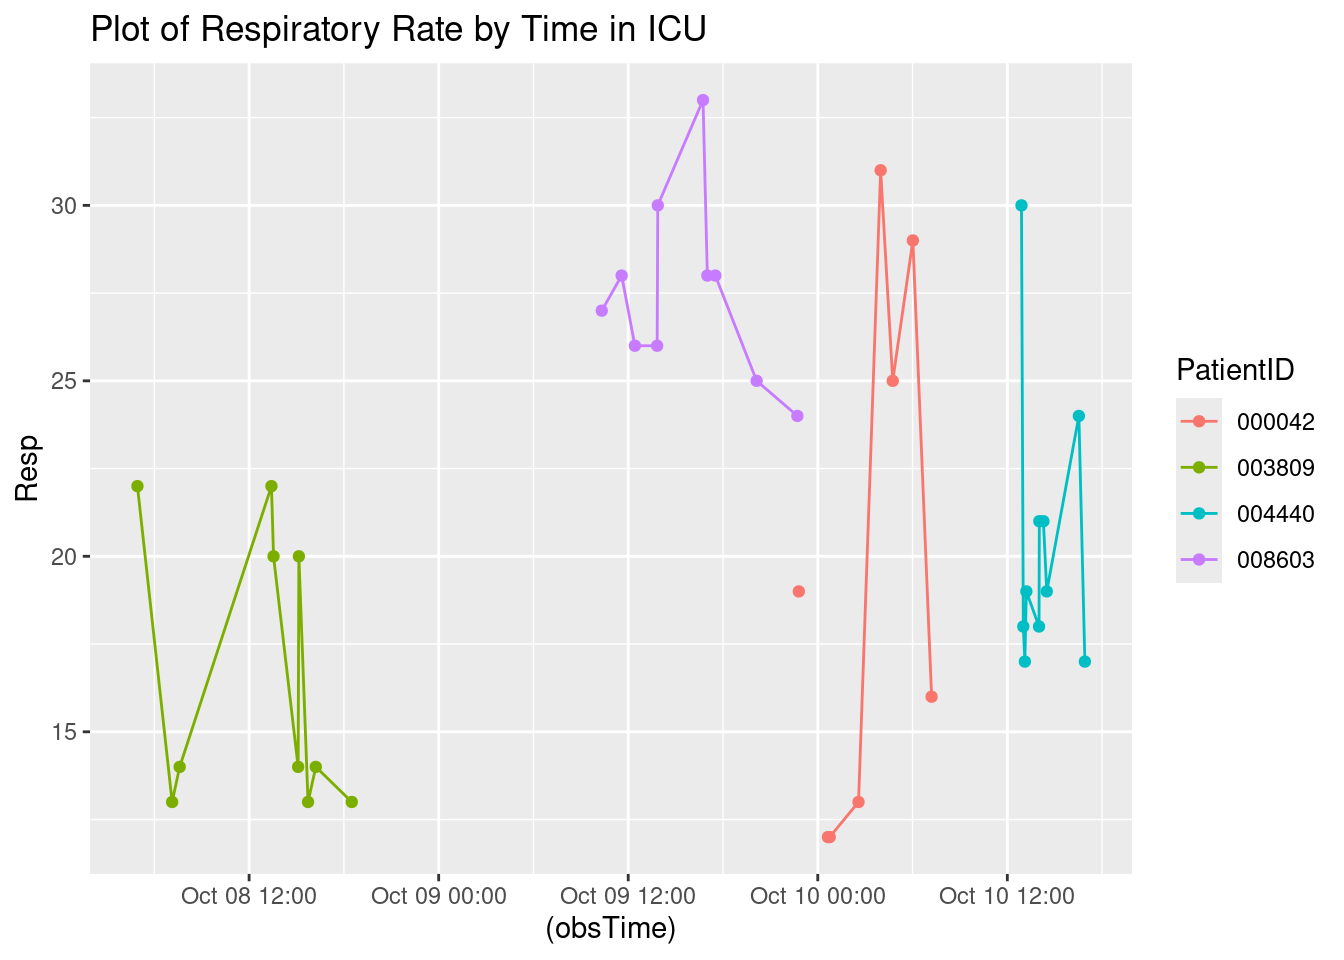 Plot of Respiratory Rate by Time in ICU
Resp
30
25
20
15
Oct 08 12:00
Oct 09 00:00
Oct 09 12:00
Oct 10 00:00
Oct 10 12:00
(obsTime)
PatientID
000042
003809
004440
008603